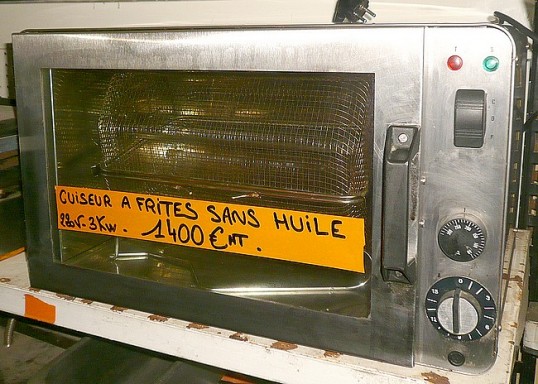 CUISEUR A FRITES SANS HUILE
220V-3KW. 1400 €HT.